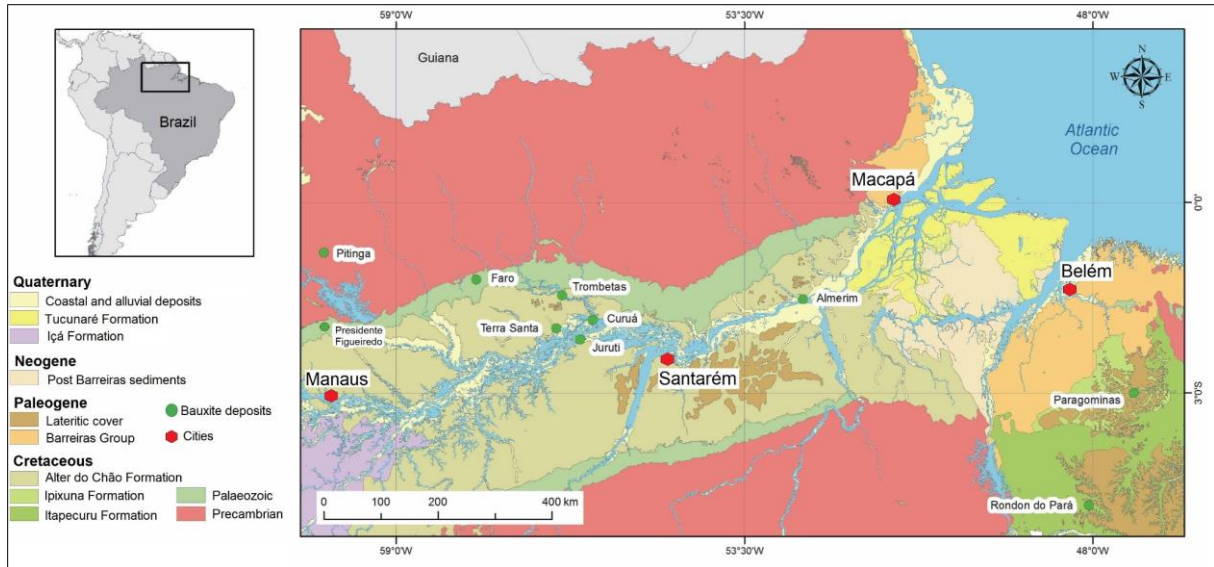 Brazil
Quaternary
Coastal and alluvial deposits
Tucunaré Formation
Içá Formation
Neogene
Post Barreiras sediments
Paleogene
Lateritic cover
Barreiras Group
Bauxite deposits
Cities
Cretaceous
Alter do Chão Formation
Ipixuna Formation
Itapecuru Formation
Palaeozoic
Precambrian
59°0'W
53°30'W
48°0'W
Guiana
N
W
E
S
Atlantic
Ocean
Macapá
0°0'
Pitinga
Faro
Trombetas
Belém
Almerim
Curuá
Terra Santa
Presidente
Figueiredo
Juruti
Manaus
Santarém
Paragominas
3°0'S
Rondon do Pará
0
100
200
400 km
59°0'W
53°30'W
48°0'W